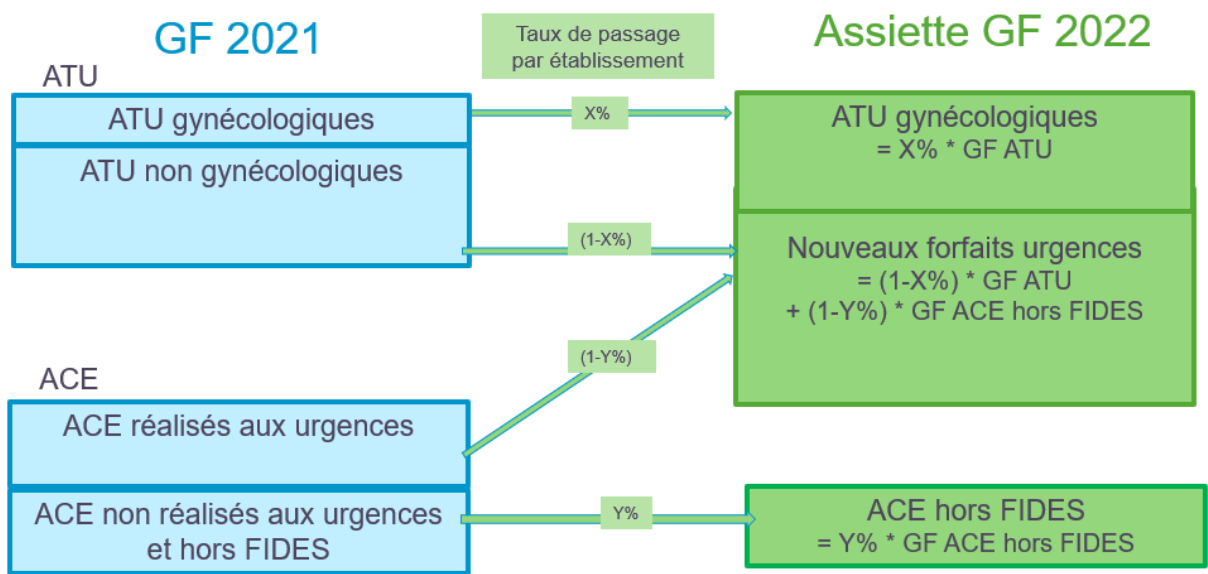 GF 2021
Taux de passage
par établissement
Assiette GF 2022
ATU
ATU gynécologiques
X%
ATU gynécologiques
= X% * GF ATU
ATU non gynécologiques
(1-X%)
Nouveaux forfaits urgences
= (1-X%) * GF ATU
+ (1-Y%) * GF ACE hors FIDES
(1-Y%)
ACE
ACE réalisés aux urgences
ACE non réalisés aux urgences
et hors FIDES
Y%
ACE hors FIDES
= Y% * GF ACE hors FIDES